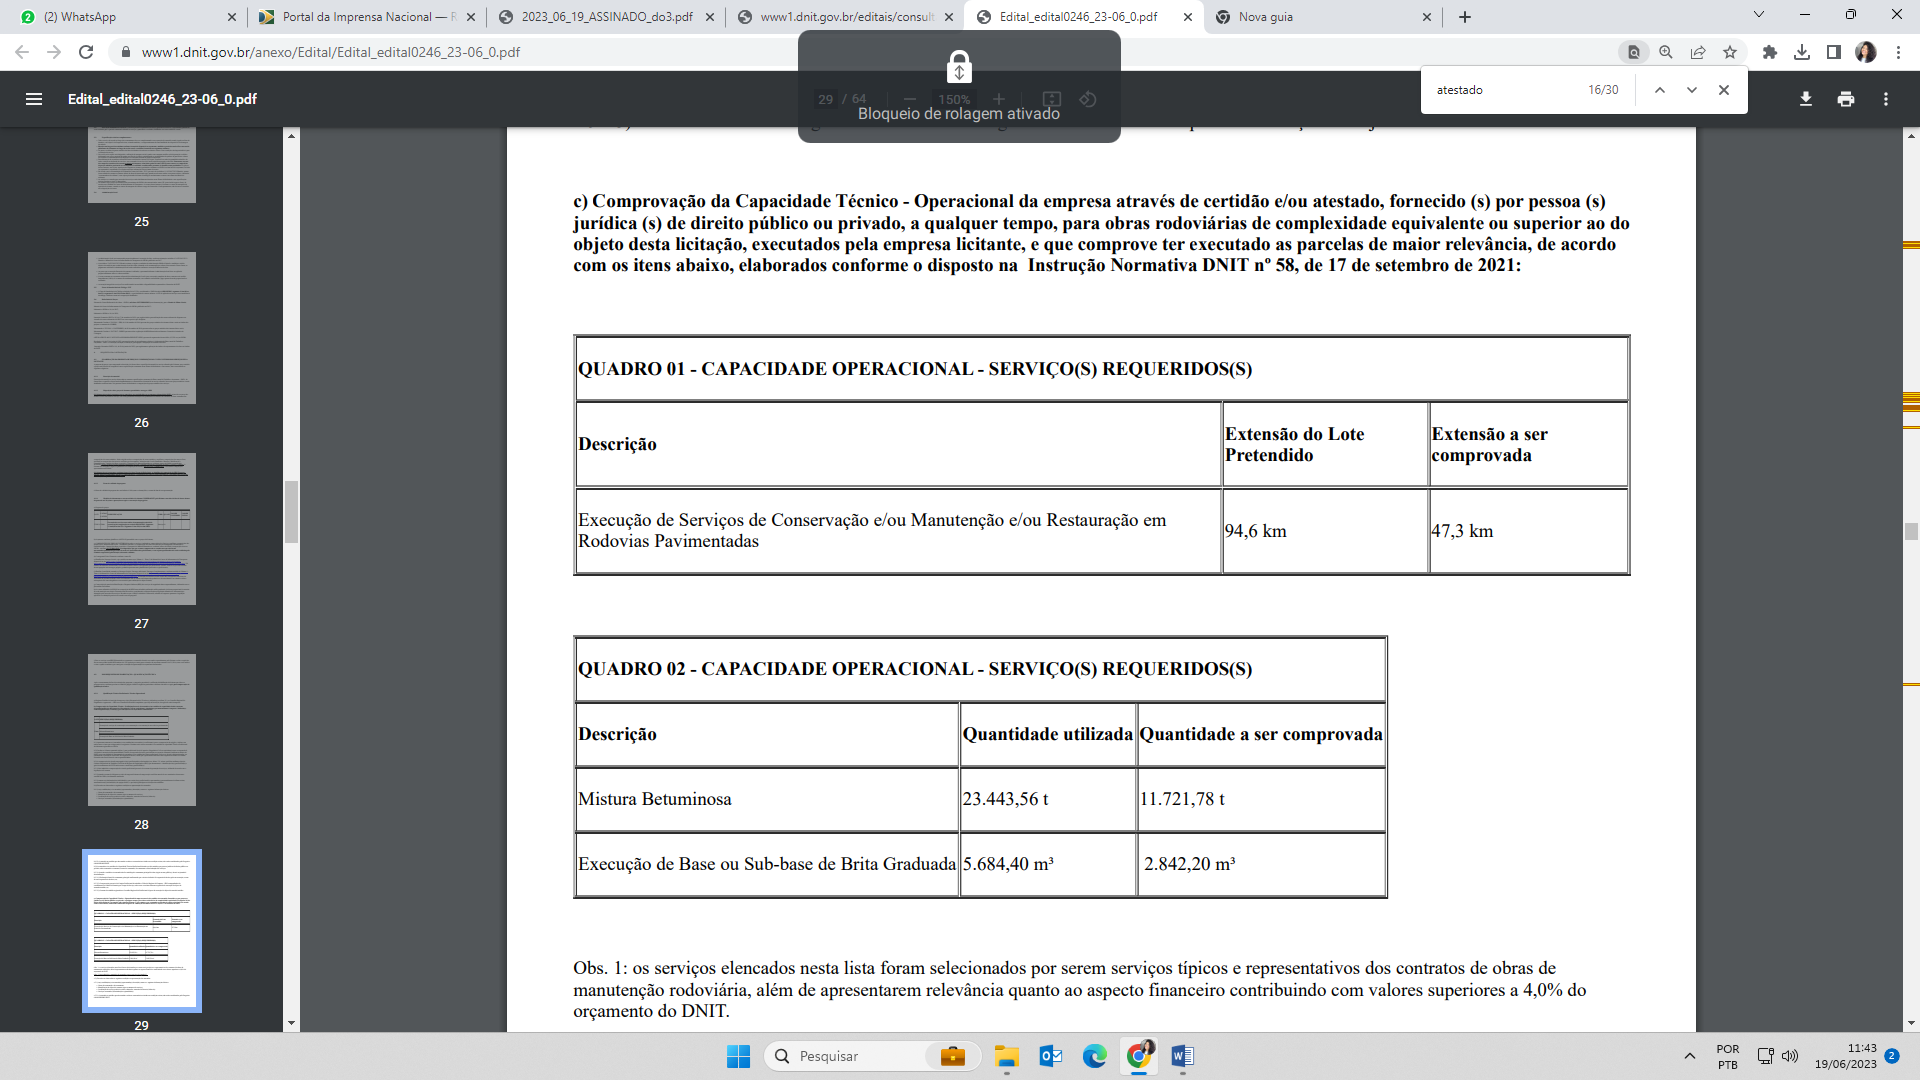 (2) WhatsApp
Portal da Imprensa Nacional —
2023_06_19_ASSINADO_do3.pdf
www1.dnit.gov.br/editais/consult
Edital_edital0246_23-06_0.pdf
Nova guia
www1.dnit.gov.br/anexo/Edital/Edital_edital0246_23-06_0.pdf
Edital_edital0246_23-06_0.pdf
29 / 64
150%
Bloqueio de rolagem ativado
atestado
16/30
25
26
27
28
29
c) Comprovação da Capacidade Técnico - Operacional da empresa através de certidão e/ou atestado, fornecido (s) por pessoa (s)
jurídica (s) de direito público ou privado, a qualquer tempo, para obras rodoviárias de complexidade equivalente ou superior ao do
objeto desta licitação, executados pela empresa licitante, e que comprove ter executado as parcelas de maior relevância, de acordo
com os itens abaixo, elaborados conforme o disposto na Instrução Normativa DNIT nº 58, de 17 de setembro de 2021:
QUADRO 01 - CAPACIDADE OPERACIONAL - SERVIÇO(S) REQUERIDOS(S)
Descrição
Extensão do Lote
Pretendido
Extensão a ser
comprovada
Execução de Serviços de Conservação e/ou Manutenção e/ou Restauração em
Rodovias Pavimentadas
94,6 km
47,3 km
QUADRO 02 - CAPACIDADE OPERACIONAL - SERVIÇO(S) REQUERIDOS(S)
Descrição
Quantidade utilizada
Quantidade a ser comprovada
Mistura Betuminosa
23.443,56 t
11.721,78 t
Execução de Base ou Sub-base de Brita Graduada
5.684,40 m³
2.842,20 m³
Obs. 1: os serviços elencados nesta lista foram selecionados por serem serviços típicos e representativos dos contratos de obras de
manutenção rodoviária, além de apresentarem relevância quanto ao aspecto financeiro contribuindo com valores superiores a 4,0% do
orçamento do DNIT.
Pesquisar
POR
PTB
11:43
19/06/2023
2